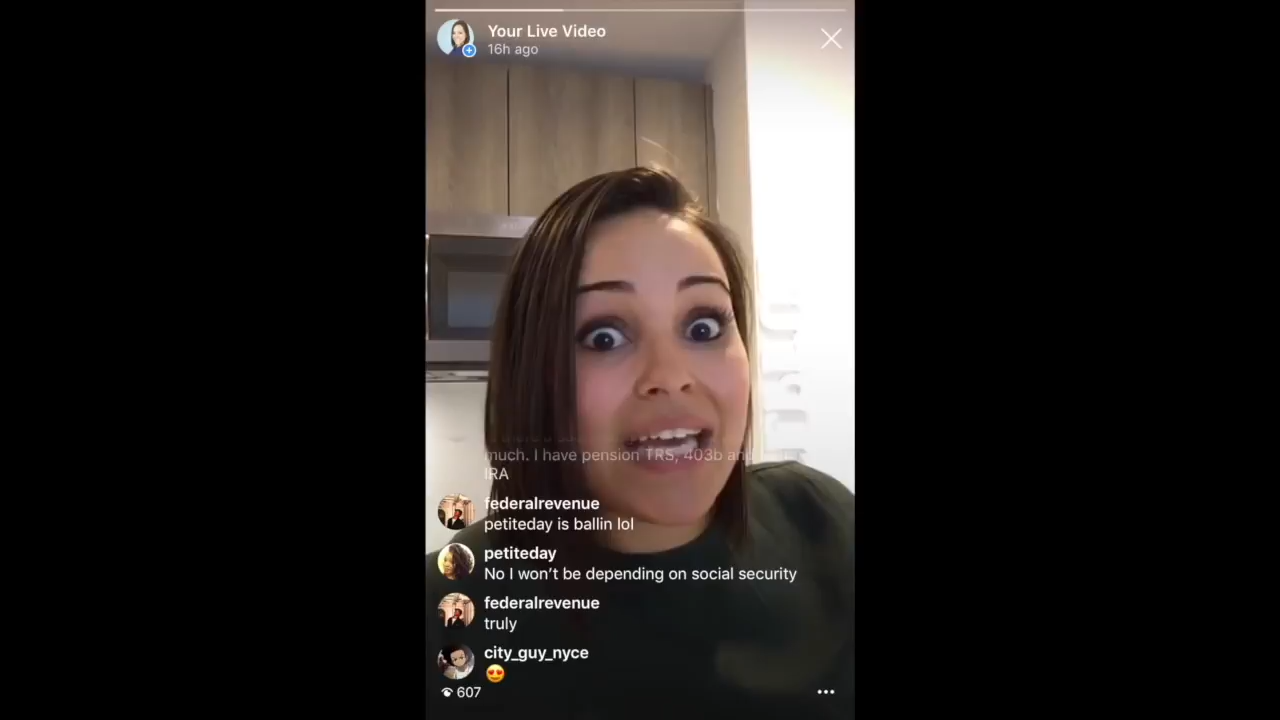 Your Live Video
16h ago
much. I have pension TRS, 403b and
IRA
federalrevenue
petiteday is ballin lol
petiteday
No I won’t be depending on social security
federalrevenue
truly
city_guy_nyce
😍
607